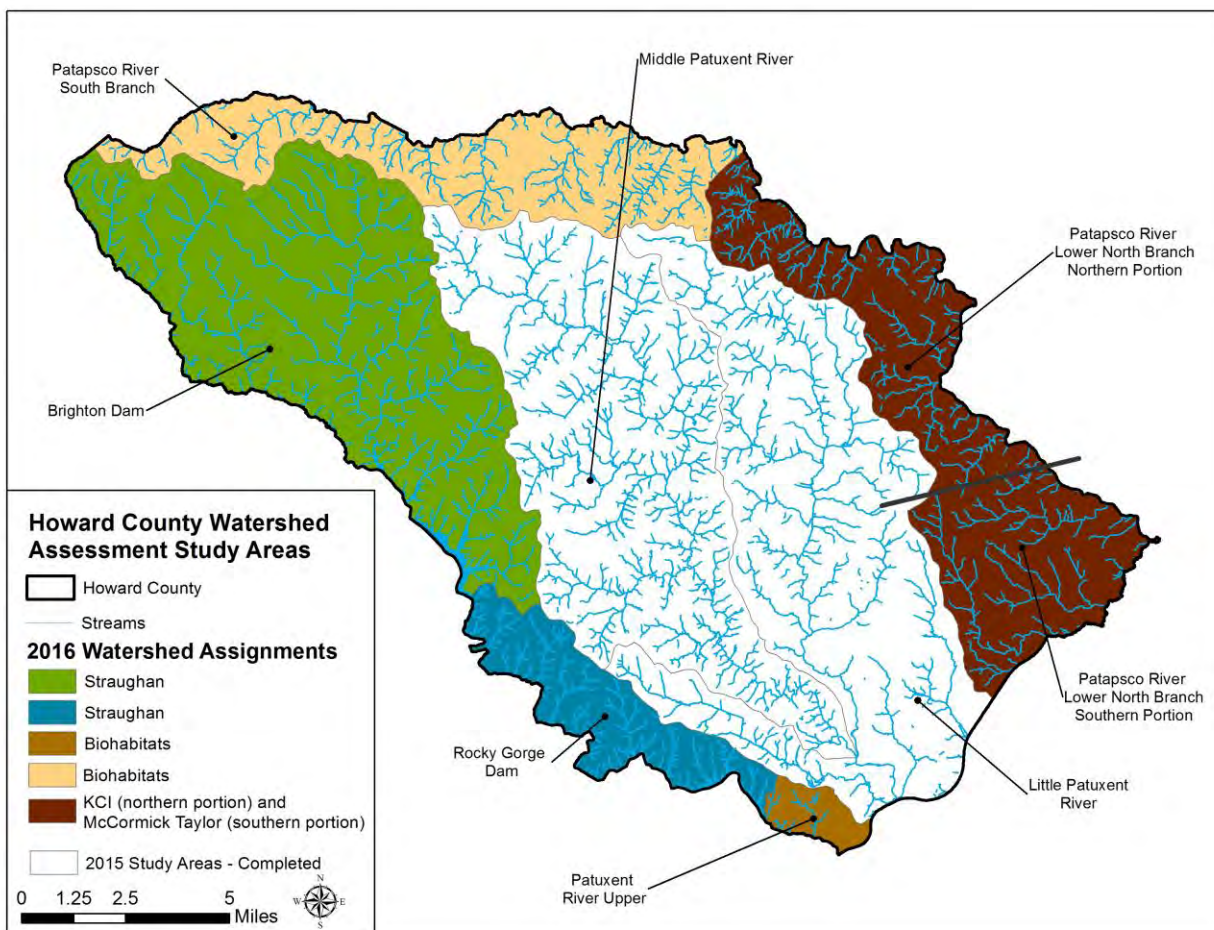 Patapsco River
South Branch
Middle Patuxent River
Patapsco River
Lower North Branch
Northern Portion
Brighton Dam
Patapsco River
Lower North Branch
Southern Portion
Rocky Gorge
Dam
Little Patuxent
River
Patuxent
River Upper
Howard County Watershed
Assessment Study Areas
Howard County
Streams
2016 Watershed Assignments
Straughan
Straughan
Biohabitats
Biohabitats
KCI (northern portion) and
McCormick Taylor (southern portion)
2015 Study Areas - Completed
0 1.25 2.5 5
Miles
N
W E
S